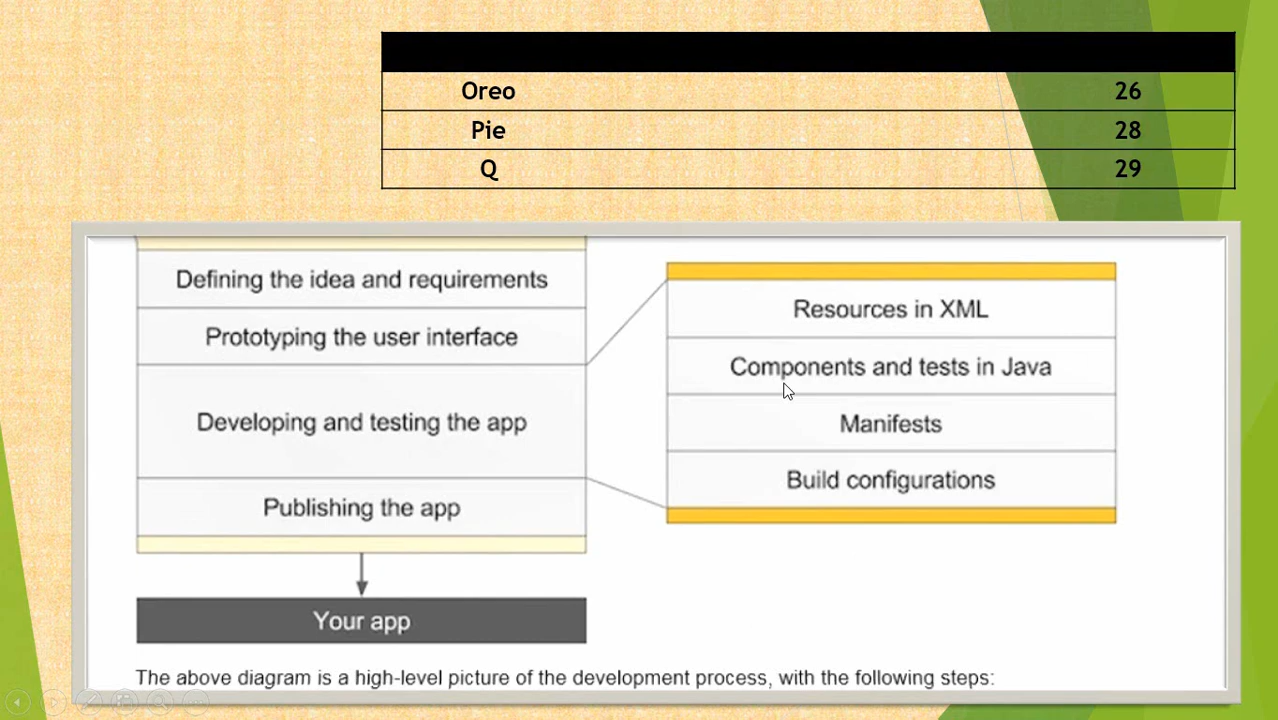 Oreo 26
Pie 28
Q 29
Defining the idea and requirements
Prototyping the user interface
Developing and testing the app
Publishing the app
Your app
Resources in XML
Components and tests in Java
Manifests
Build configurations
The above diagram is a high-level picture of the development process, with the following steps: